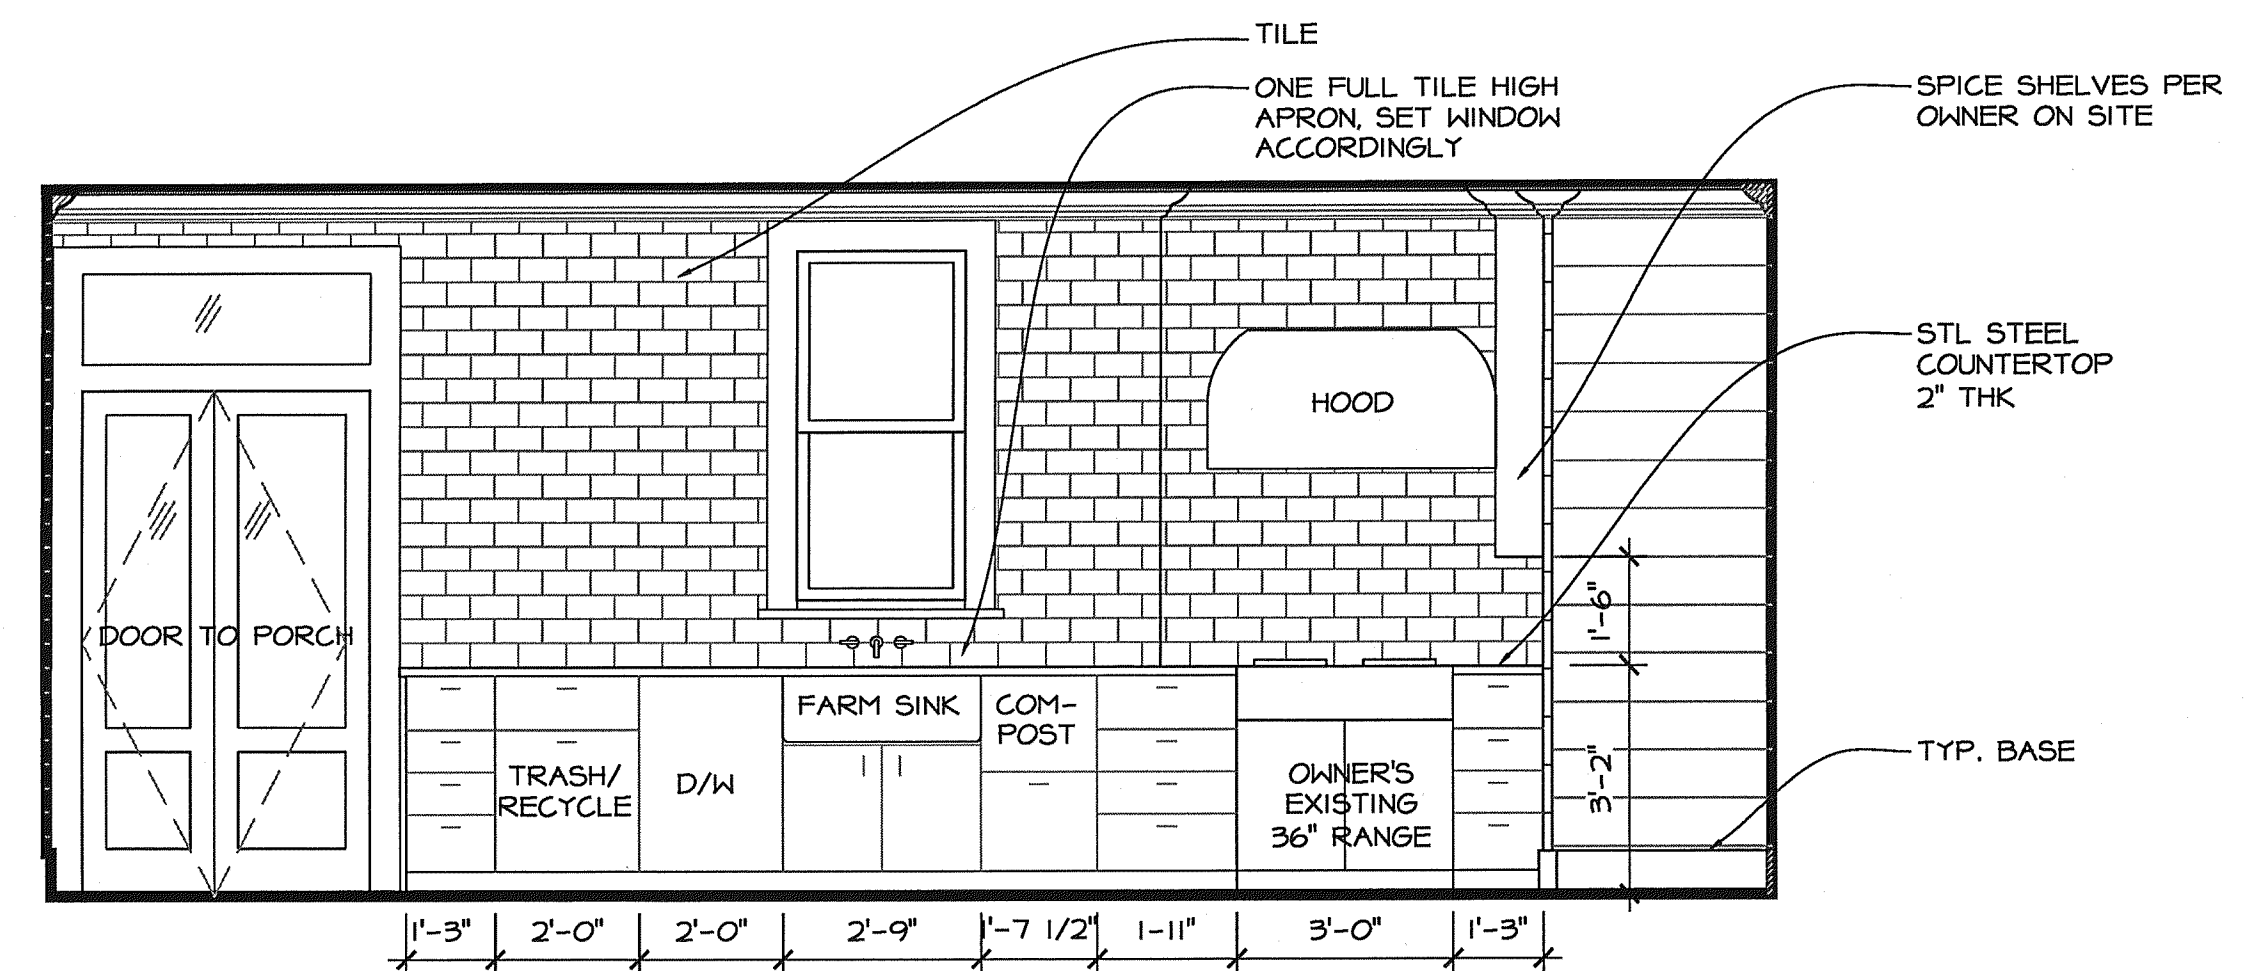 TILE
ONE FULL TILE HIGH
APRON, SET WINDOW
ACCORDINGLY
SPICE SHELVES PER
OWNER ON SITE
STL STEEL
COUNTERTOP
2" THK
HOOD
DOOR TO PORCH
1'-6"
FARM SINK
COM-
POST
TRASH/
RECYCLE
D/W
OWNER'S
EXISTING
36" RANGE
3'-2"
TYP. BASE
1'-3"
2'-0"
2'-0"
2'-9"
1'-7 1/2"
1-11"
3'-0"
1'-3"